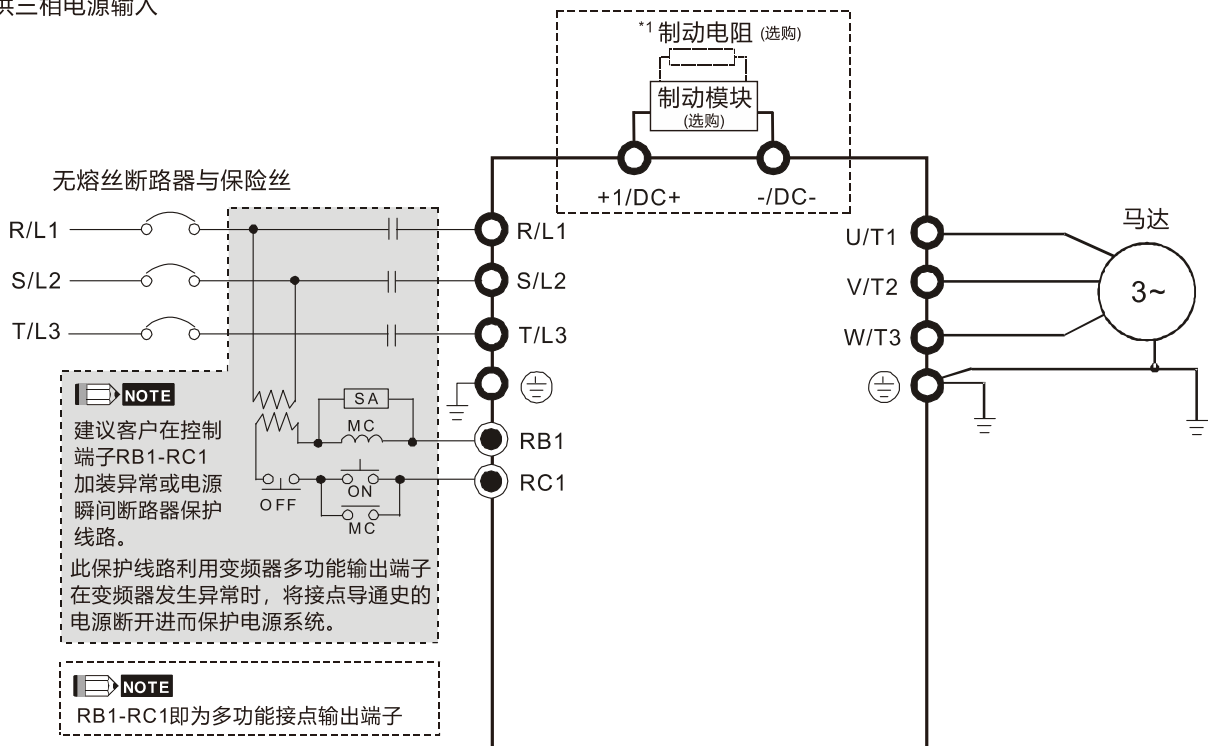 供三相电源输入
*1 制动电阻 (选购)
制动模块
(选购)
+1/DC+
-/DC-
无熔丝断路器与保险丝
R/L1
R/L1
U/T1
马达
S/L2
S/L2
V/T2
3~
T/L3
T/L3
W/T3
NOTE
建议客户在控制
端子RB1-RC1
加装异常或电源
瞬间断路器保护
线路。
SA
MC
RB1
RC1
OFF
ON
MC
此保护线路利用变频器多功能输出端子
在变频器发生异常时，将接点导通史的
电源断开进而保护电源系统。
NOTE
RB1-RC1即为多功能接点输出端子